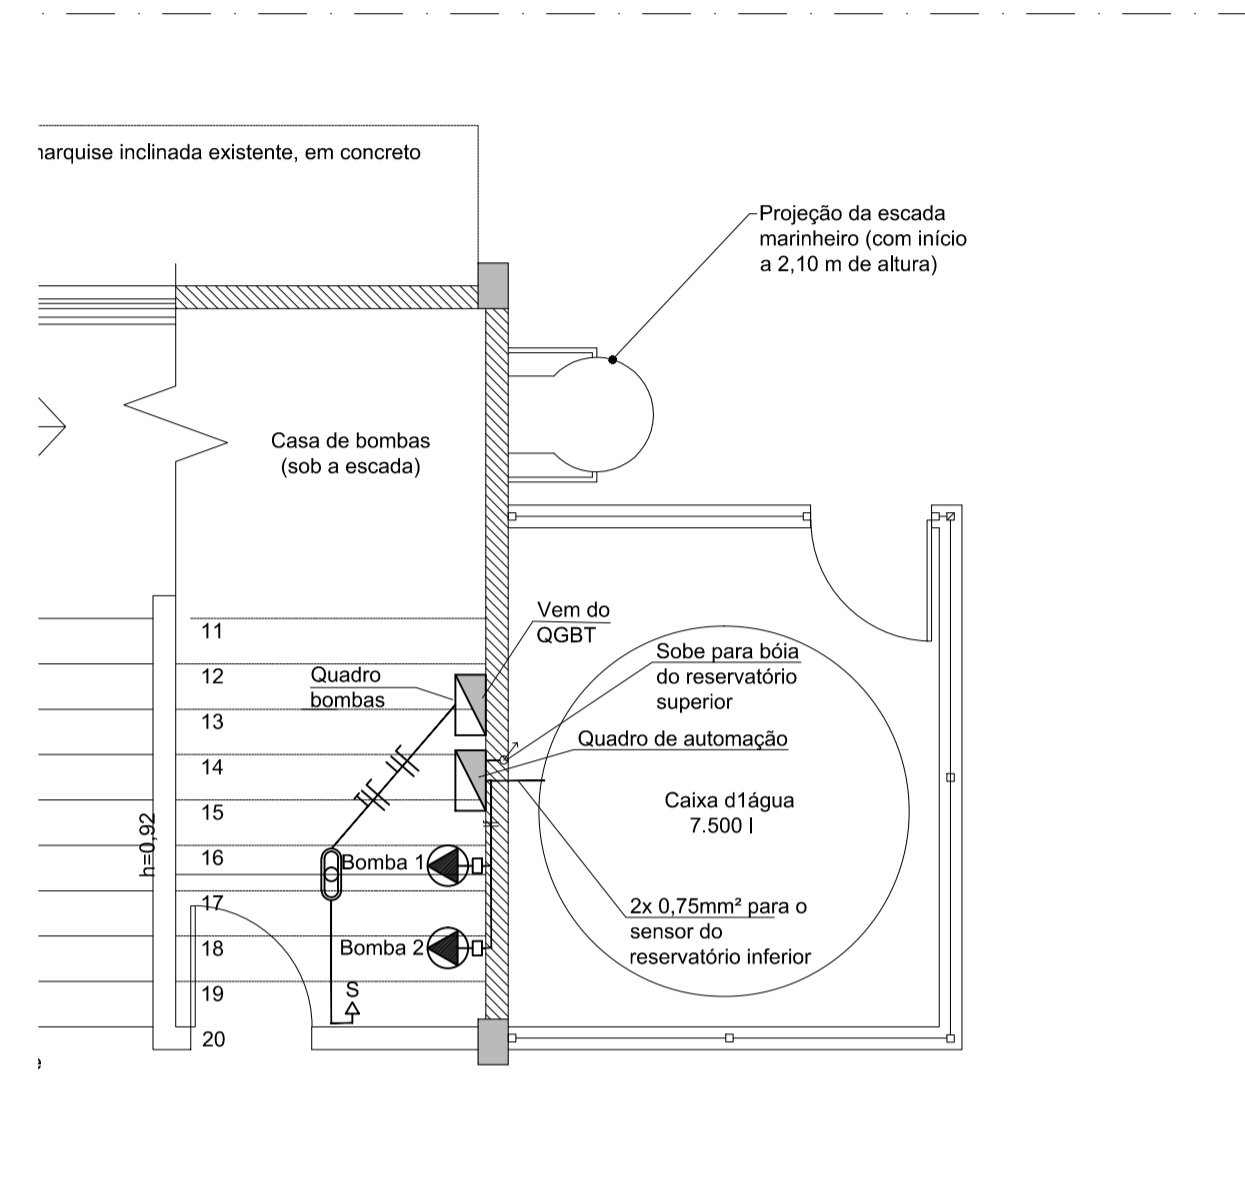 marquise inclinada existente, em concreto
Projeção da escada
marinheiro (com início
a 2,10 m de altura)
Casa de bombas
(sob a escada)
Vem do
QGBT
11
Sobe para bóia
do reservatório
superior
12
Quadro
bombas
13
Quadro de automação
14
Caixa d1água
7.500 l
15
h=0,92
16
Bomba 1
17
2x 0,75mm² para o
sensor do
reservatório inferior
18
Bomba 2
19
S
20
e